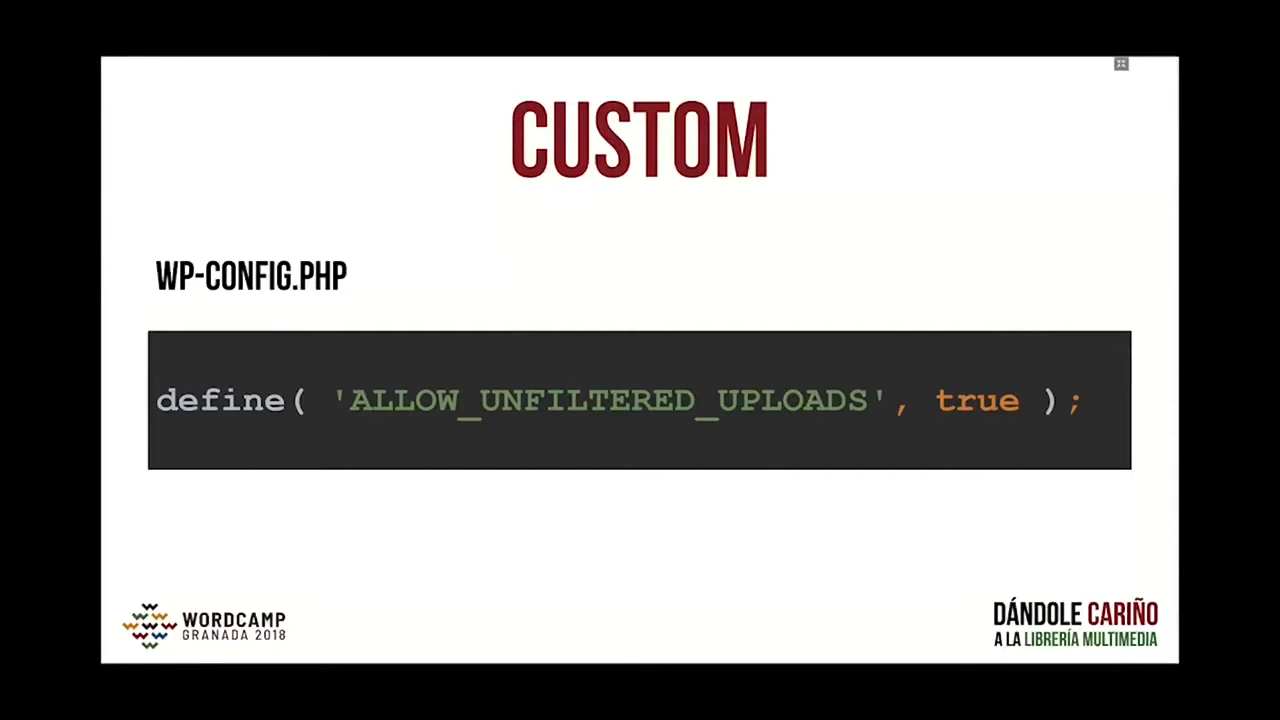 CUSTOM
WP-CONFIG.PHP
define( 'ALLOW_UNFILTERED_UPLOADS', true );
WORDCAMP
GRANADA 2018
DÁNDOLE CARIÑO
A LA LIBRERÍA MULTIMEDIA